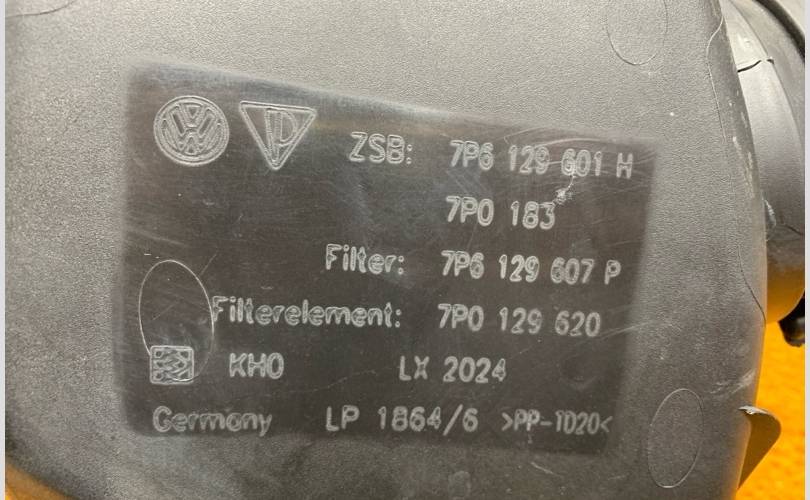 ZSB: 7P6 129 601 H
7P0 183
Filter: 7P6 129 607 P
Filterelement: 7P0 129 620
KHO LX 2024
Germany LP 1864/6 >PP-TD20<